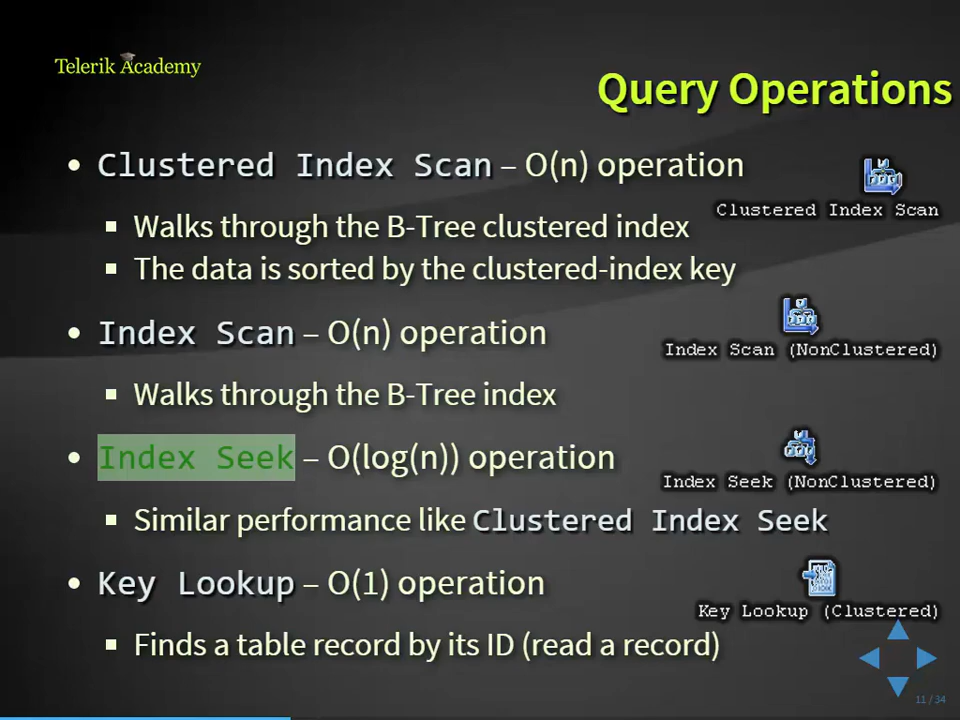 Telerik Academy
Query Operations
• Clustered Index Scan – O(n) operation
Clustered Index Scan
▪ Walks through the B-Tree clustered index
▪ The data is sorted by the clustered-index key
• Index Scan – O(n) operation
Index Scan (NonClustered)
▪ Walks through the B-Tree index
• Index Seek – O(log(n)) operation
Index Seek (NonClustered)
▪ Similar performance like Clustered Index Seek
• Key Lookup – O(1) operation
Key Lookup (Clustered)
▪ Finds a table record by its ID (read a record)
11 / 34